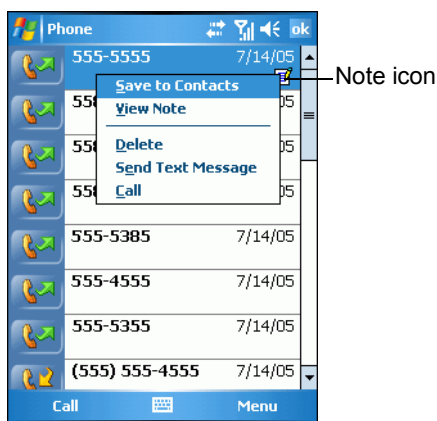 Phone ok
555-5555 7/14/05
Note icon
Save to Contacts
View Note
Delete
Send Text Message
Call
555-5385 7/14/05
555-4555 7/14/05
555-5355 7/14/05
(555) 555-4555 7/14/05
Call Menu